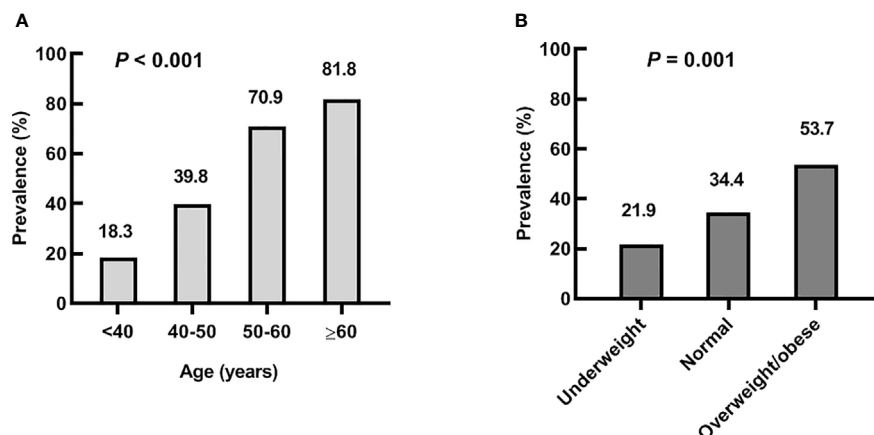 A
P < 0.001
Prevalence (%)
100
80
60
40
20
0
18.3
39.8
70.9
81.8
<40
40-50
50-60
≥60
Age (years)
B
P = 0.001
Prevalence (%)
100
80
60
40
20
0
21.9
34.4
53.7
Underweight
Normal
Overweight/obese